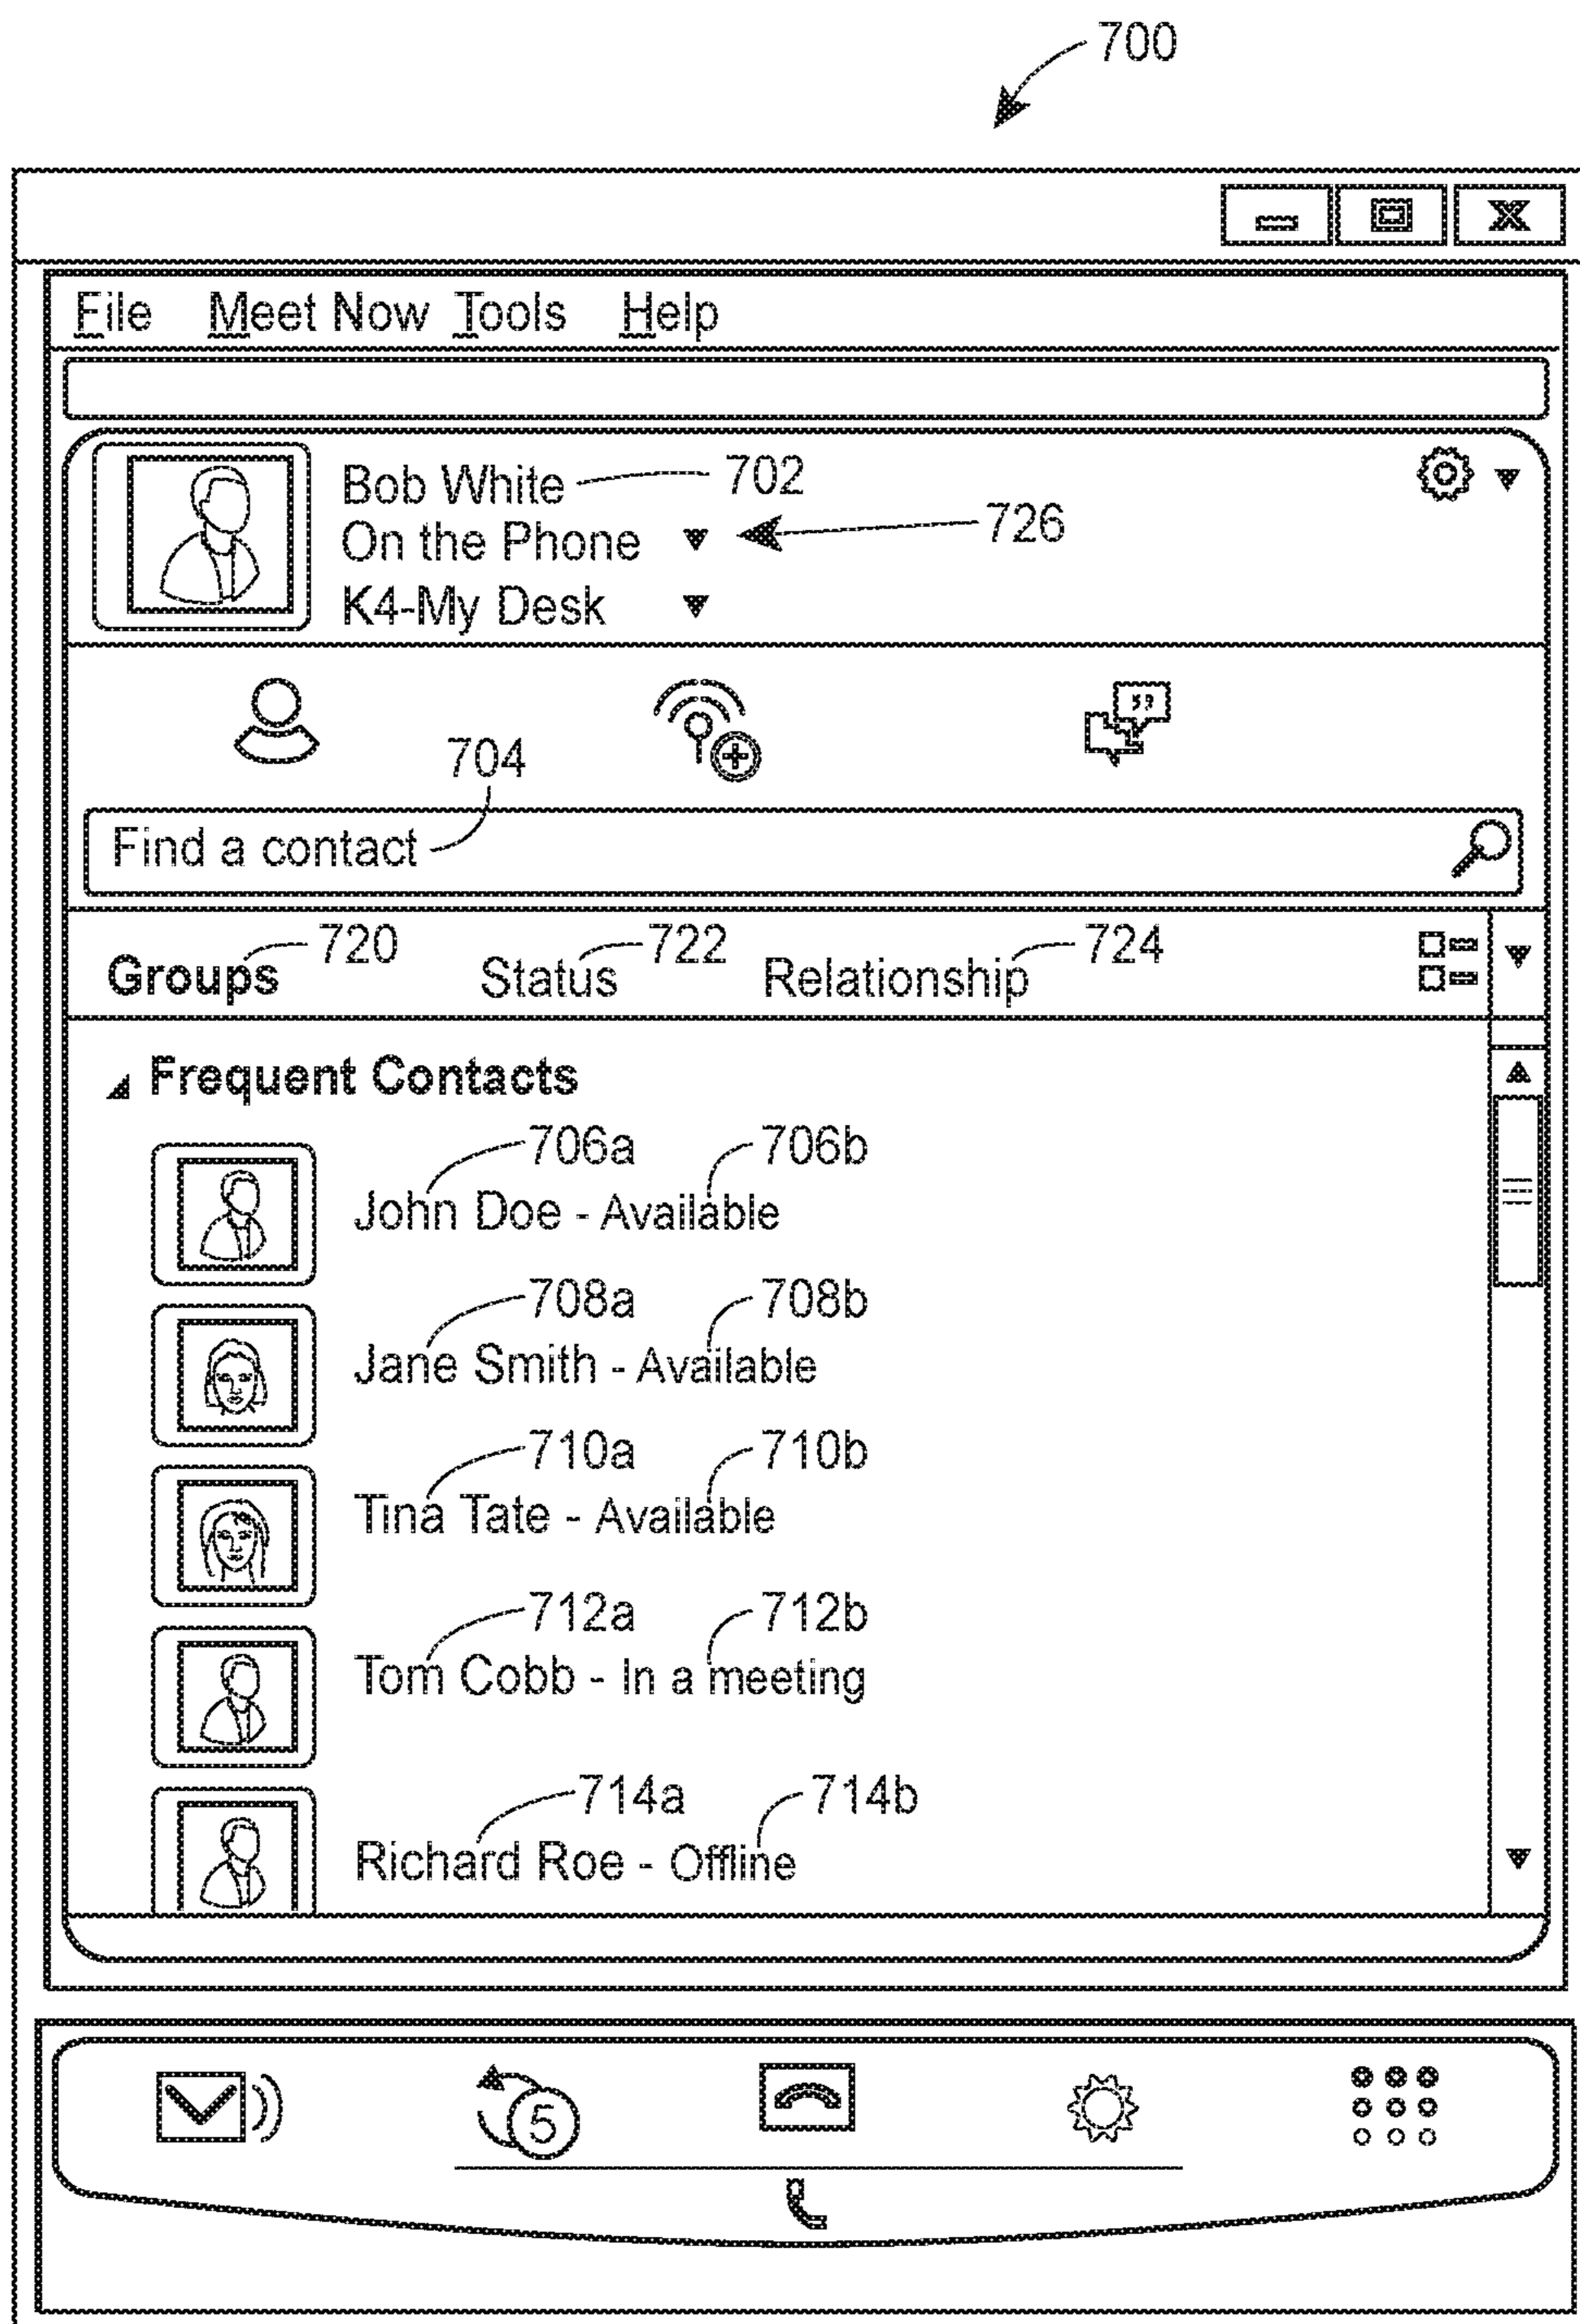 700
File Meet Now Tools Help
Bob White 702
On the Phone 726
K4-My Desk
704
Find a contact
Groups 720 Status 722 Relationship 724
Frequent Contacts
706a 706b
John Doe - Available
708a 708b
Jane Smith - Available
710a 710b
Tina Tate - Available
712a 712b
Tom Cobb - In a meeting
714a 714b
Richard Roe - Offline
5